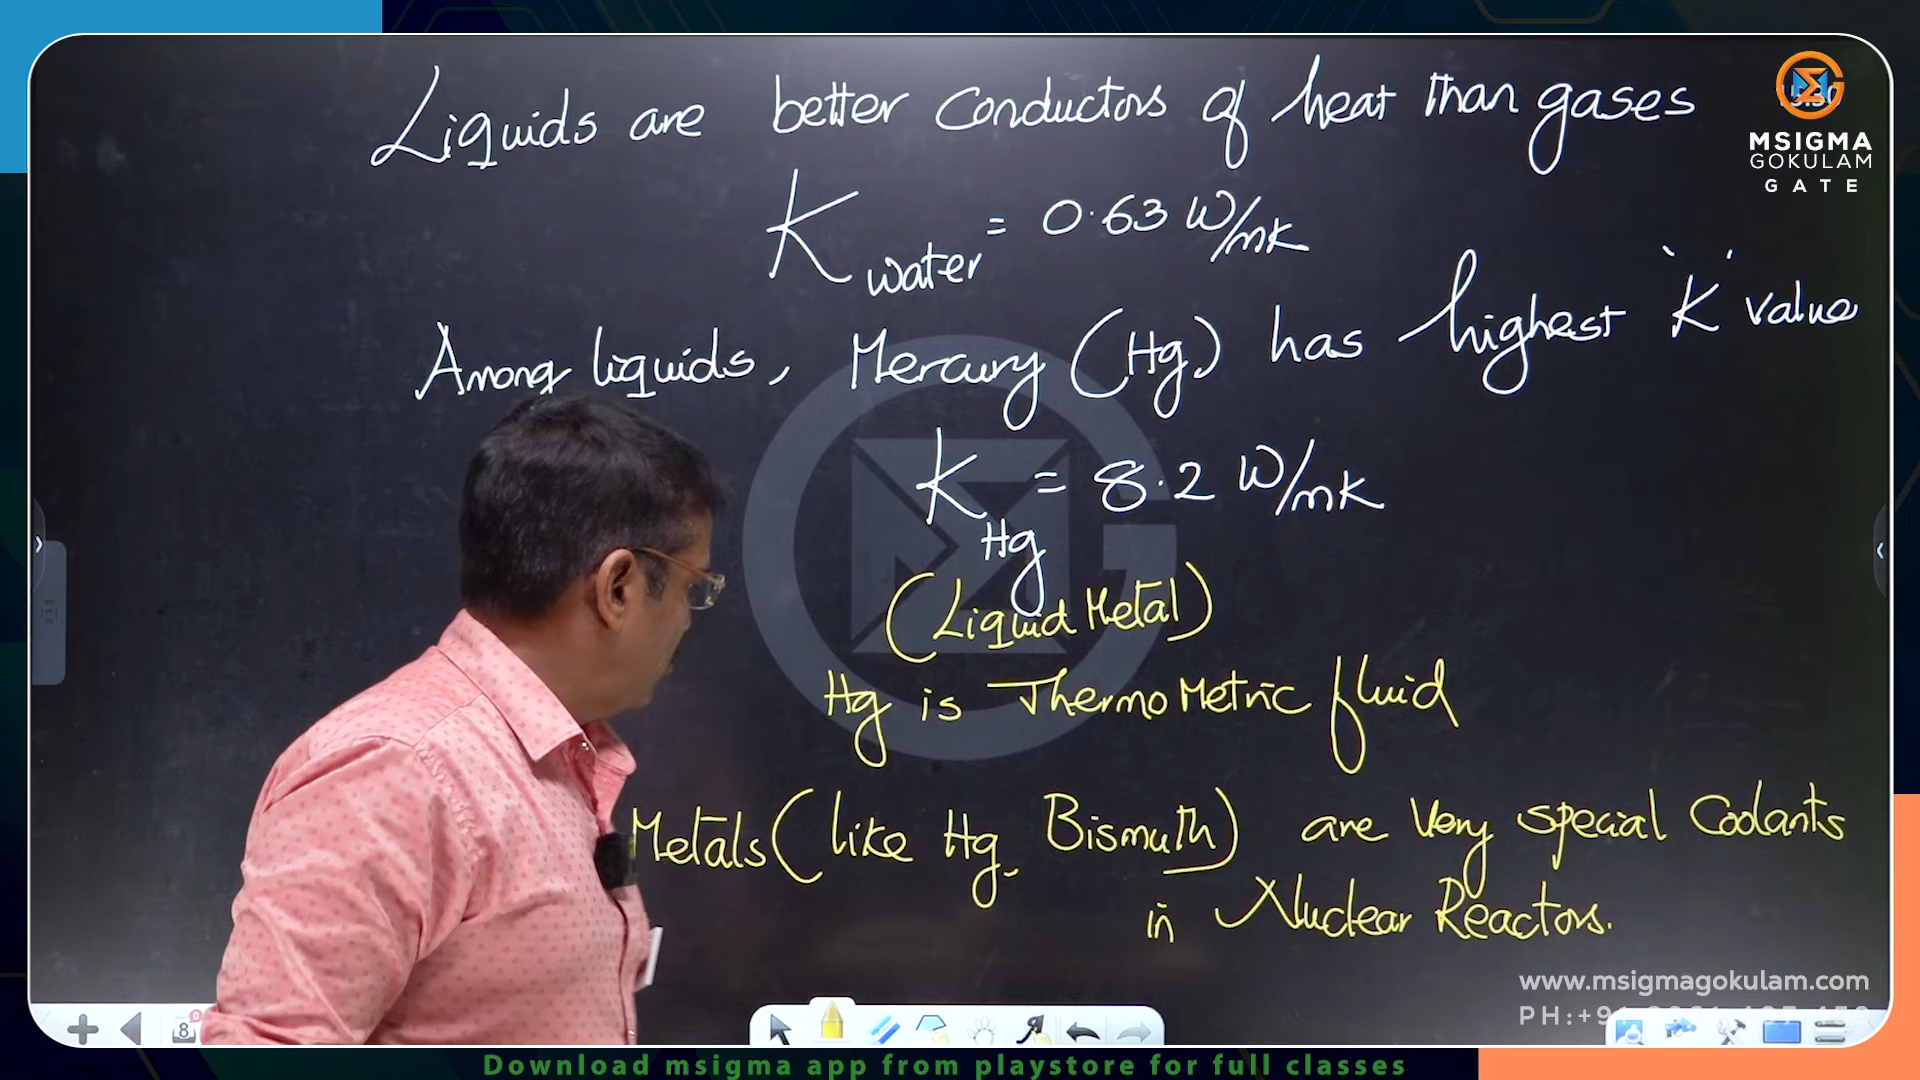 Liquids are better conductors of heat than gases
K water = 0.63 W/mK
Among liquids, Mercury (Hg) has highest 'K' value
K Hg = 8.2 W/mK
(Liquid Metal)
Hg is ThermoMetric fluid
Metals (like Hg, Bismuth) are very special Coolants
in Nuclear Reactors.
MSIGMA
GOKULAM
GATE
www.msigmagokulam.com
Download msigma app from playstore for full classes